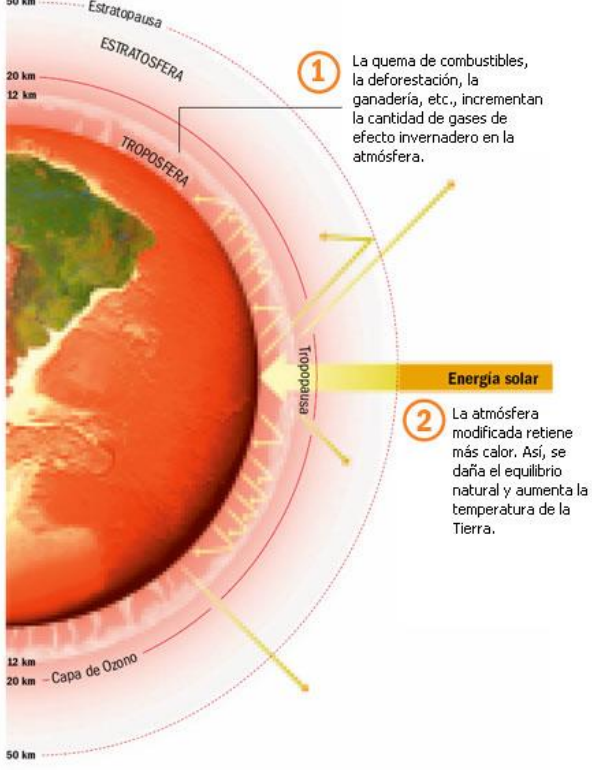 50 km
Estratopausa
ESTRATOSFERA
20 km
12 km
TROPOSFERA
1
La quema de combustibles,
la deforestación, la
ganadería, etc., incrementan
la cantidad de gases de
efecto invernadero en la
atmósfera.
Tropopausa
Energía solar
2
La atmósfera
modificada retiene
más calor. Así, se
daña el equilibrio
natural y aumenta la
temperatura de la
Tierra.
12 km
20 km
Capa de Ozono
50 km